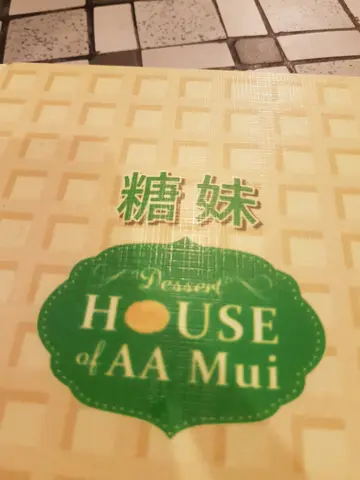 糖妹
Dessert
HOUSE
of AA Mui